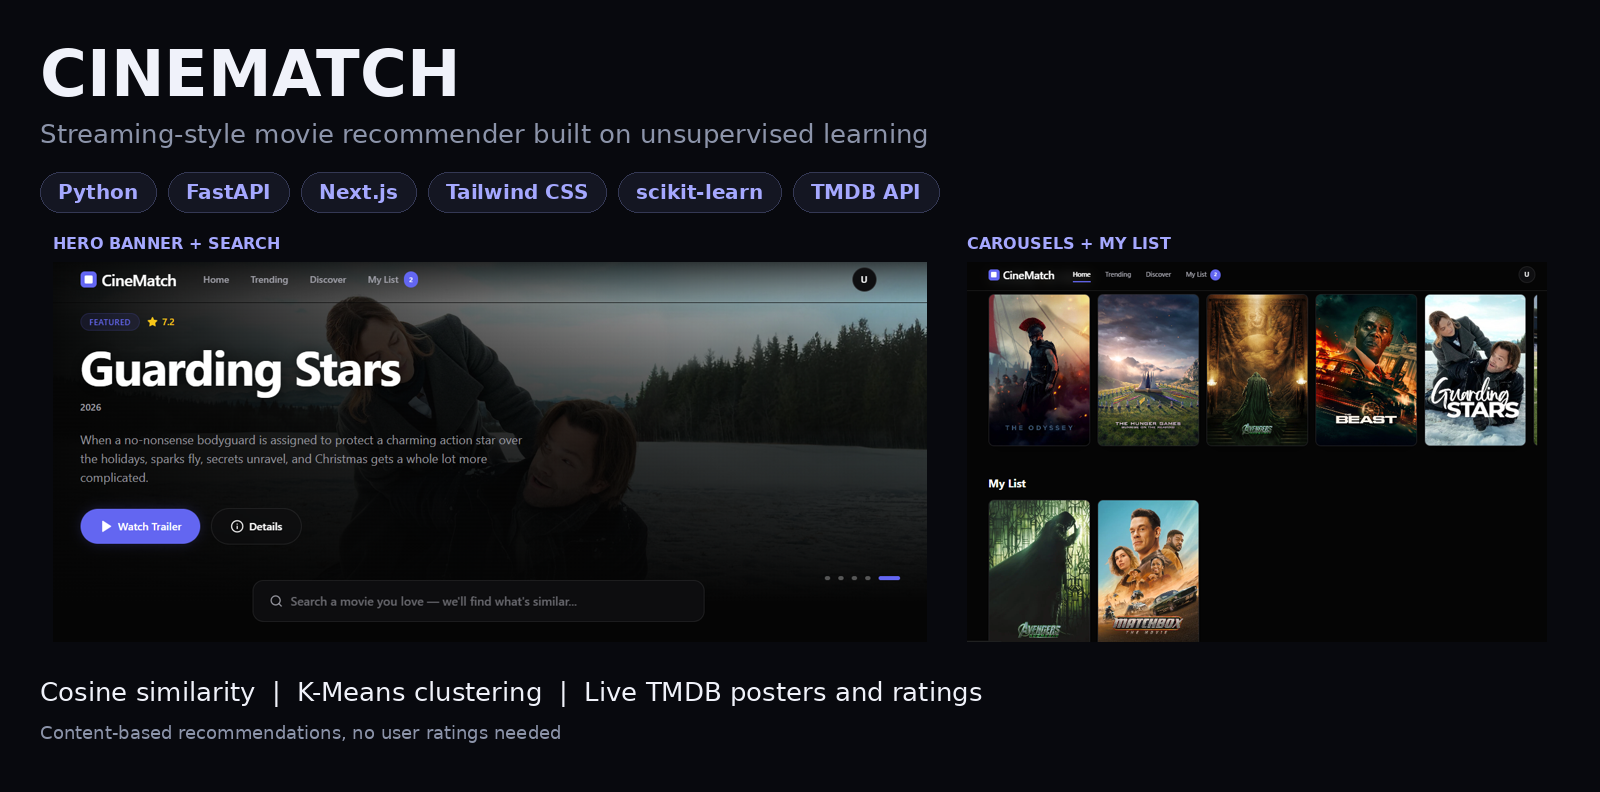 CINEMATCH
Streaming-style movie recommender built on unsupervised learning
Python FastAPI Next.js Tailwind CSS scikit-learn TMDB API
HERO BANNER + SEARCH
CineMatch Home Trending Discover My List 2 U
FEATURED 7.2
Guarding Stars
2026
When a no-nonsense bodyguard is assigned to protect a charming action star over
the holidays, sparks fly, secrets unravel, and Christmas gets a whole lot more
complicated.
Watch Trailer Details
Search a movie you love — we'll find what's similar...
CAROUSELS + MY LIST
CineMatch Home Trending Discover My List 2 U
THE ODYSSEY
THE HUNGER GAMES
AVENGERS
BEAST
Guarding
STARS
My List
AVENGERS
MATCHBOX
THE MOVIE
Cosine similarity | K-Means clustering | Live TMDB posters and ratings
Content-based recommendations, no user ratings needed